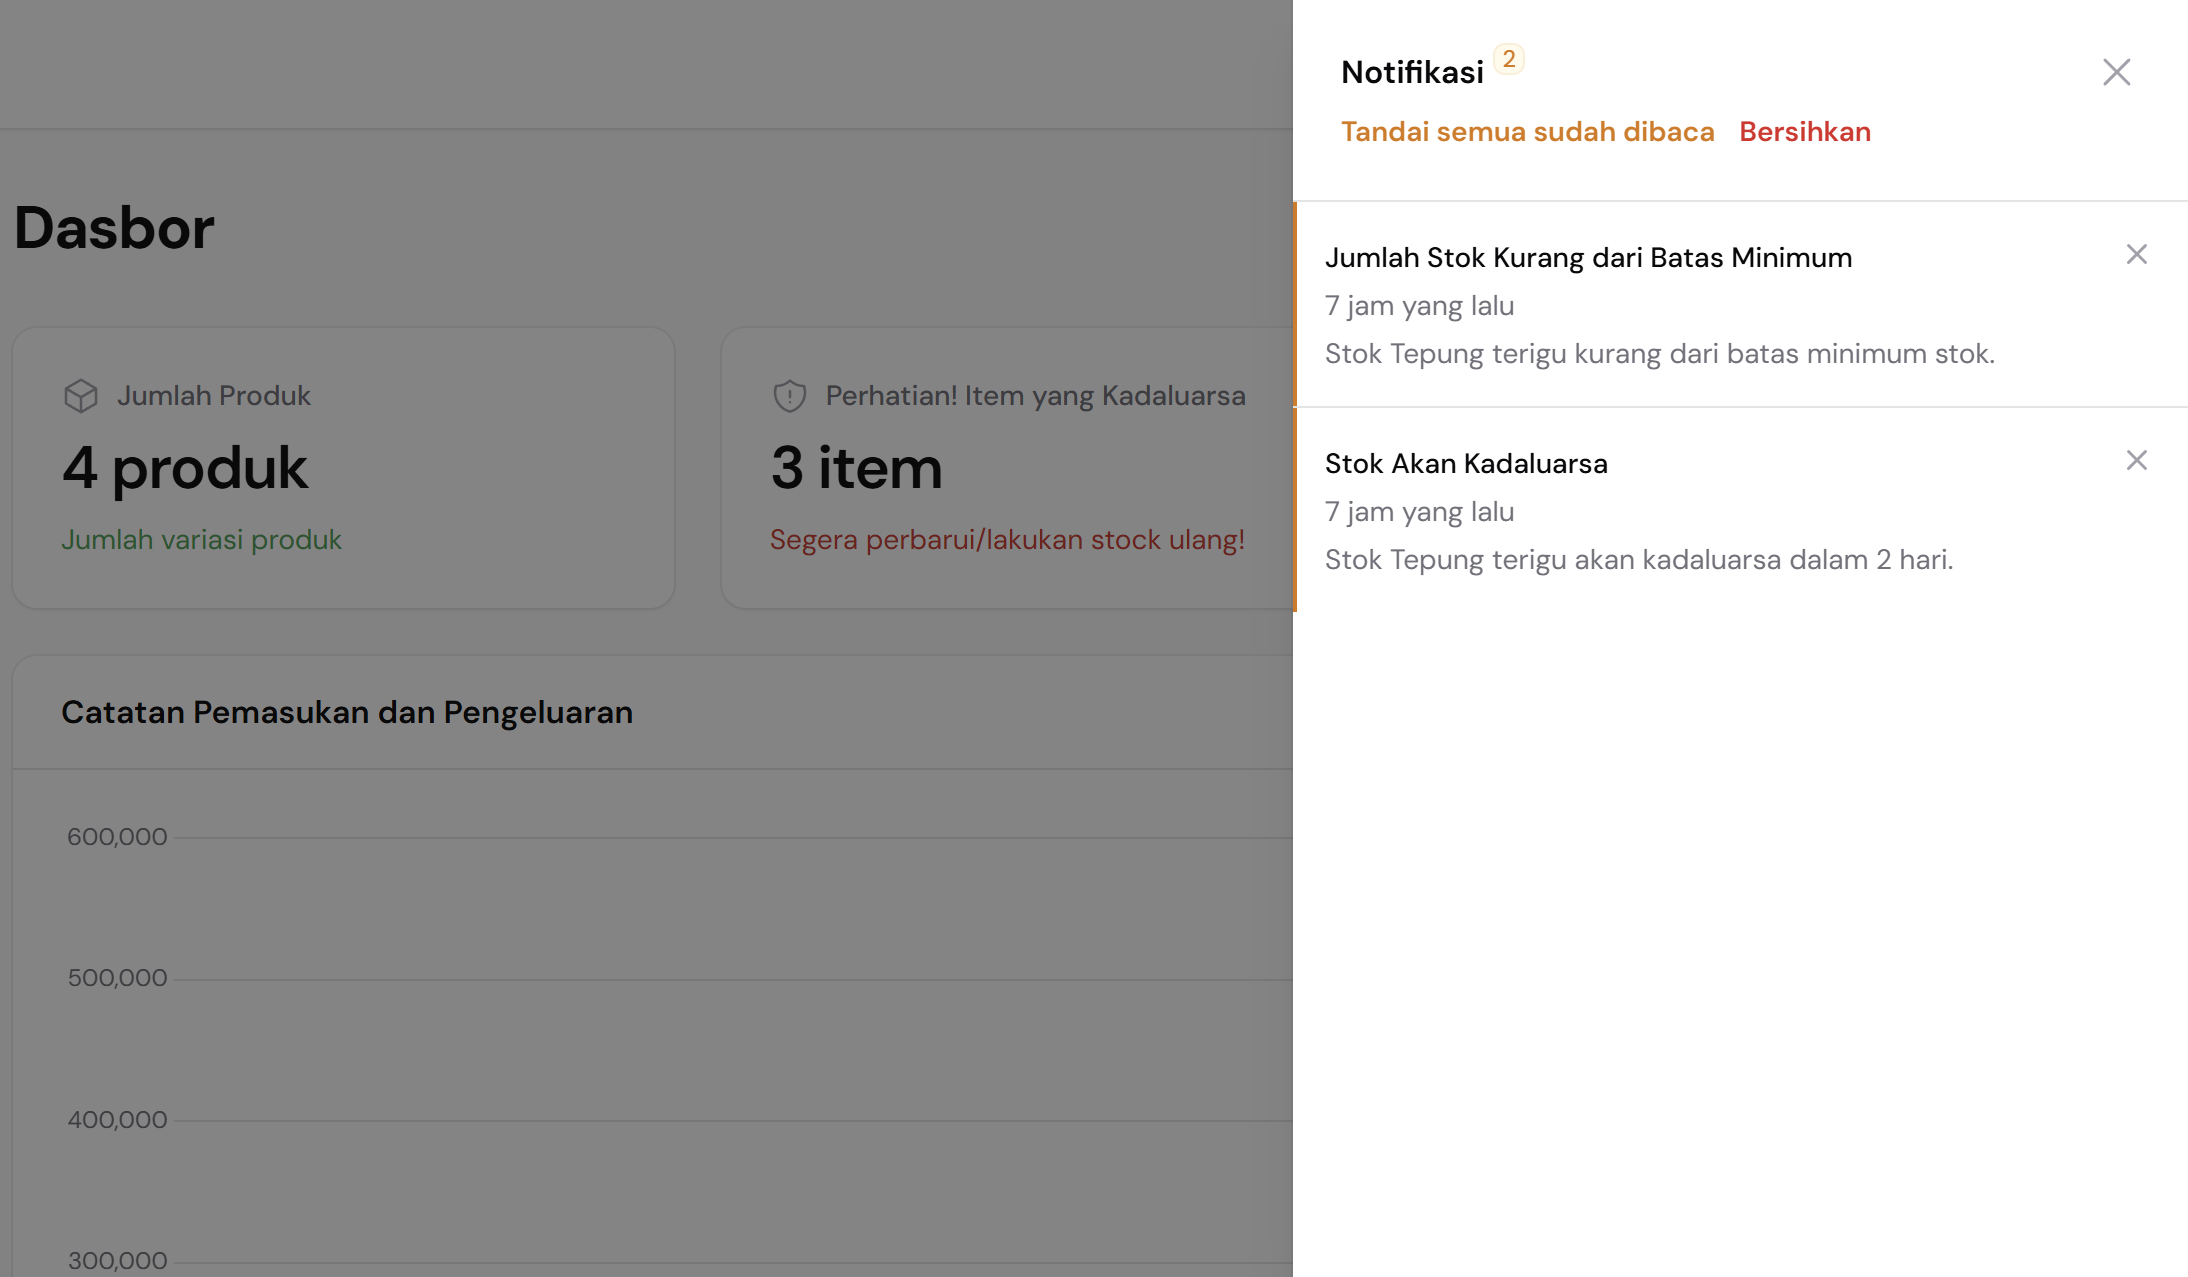 Dasbor
Jumlah Produk
4 produk
Jumlah variasi produk
Perhatian! Item yang Kadaluarsa
3 item
Segera perbarui/lakukan stock ulang!
Catatan Pemasukan dan Pengeluaran
600,000
500,000
400,000
300,000
Notifikasi 2
Tandai semua sudah dibaca Bersihkan
Jumlah Stok Kurang dari Batas Minimum
7 jam yang lalu
Stok Tepung terigu kurang dari batas minimum stok.
Stok Akan Kadaluarsa
7 jam yang lalu
Stok Tepung terigu akan kadaluarsa dalam 2 hari.